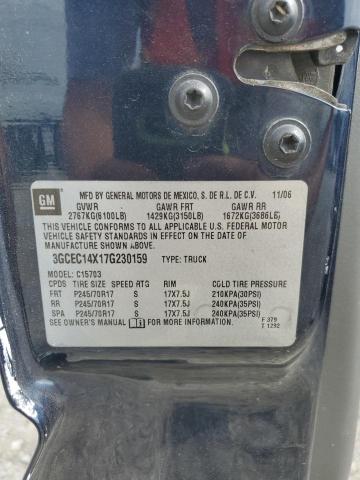 GM
MFD BY GENERAL MOTORS DE MEXICO, S. DE R.L. DE C.V. 11/06
GVWR GAWR FRT GAWR RR
2767KG(6100LB) 1429KG(3150LB) 1672KG(3686LB)
THIS VEHICLE CONFORMS TO ALL APPLICABLE U.S. FEDERAL MOTOR
VEHICLE SAFETY STANDARDS IN EFFECT ON THE DATE OF
MANUFACTURE SHOWN ABOVE.
3GCEC14X17G230159 TYPE: TRUCK
MODEL: C15703
CPDS TIRE SIZE SPEED RTG RIM COLD TIRE PRESSURE
FRT P245/70R17 S 17X7.5J 210KPA(30PSI)
RR P245/70R17 S 17X7.5J 240KPA(35PSI)
SPA P245/70R17 S 17X7.5J 240KPA(35PSI)
SEE OWNER'S MANUAL FOR MORE INFORMATION. F 379
T 1292